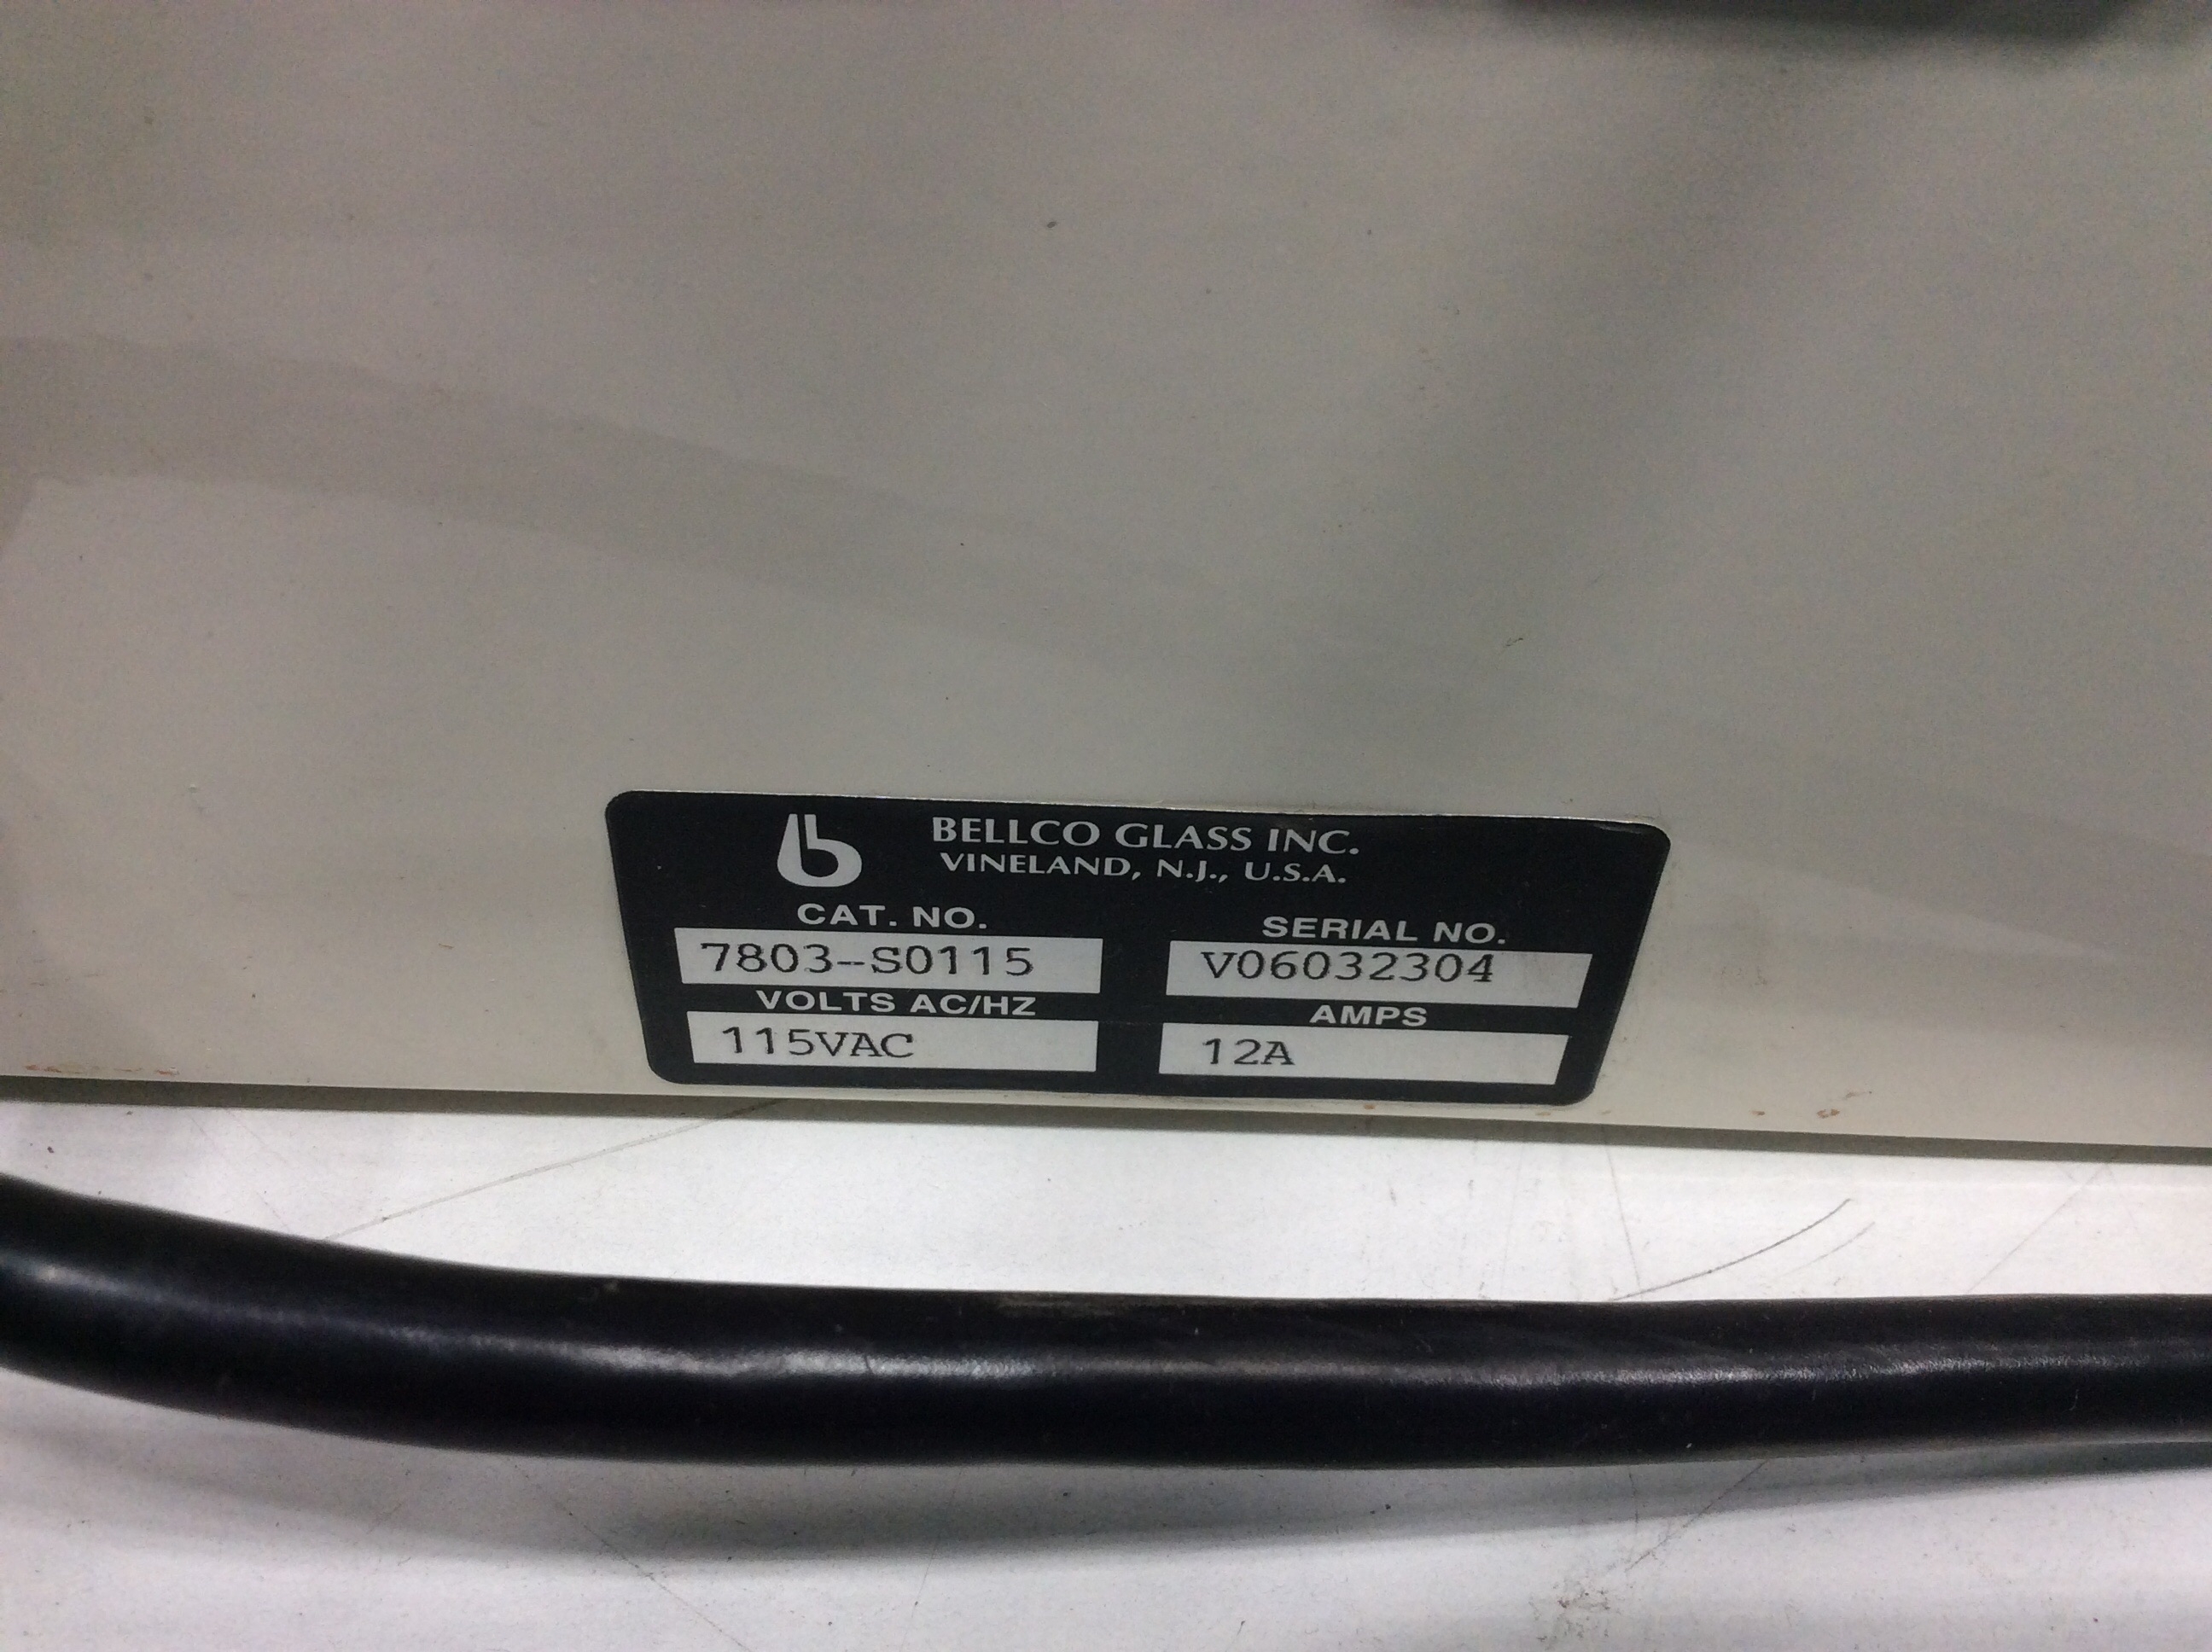 BELLCO GLASS INC.
VINELAND, N.J., U.S.A.
CAT. NO.
7803-S0115
SERIAL NO.
V06032304
VOLTS AC/HZ
115VAC
AMPS
12A